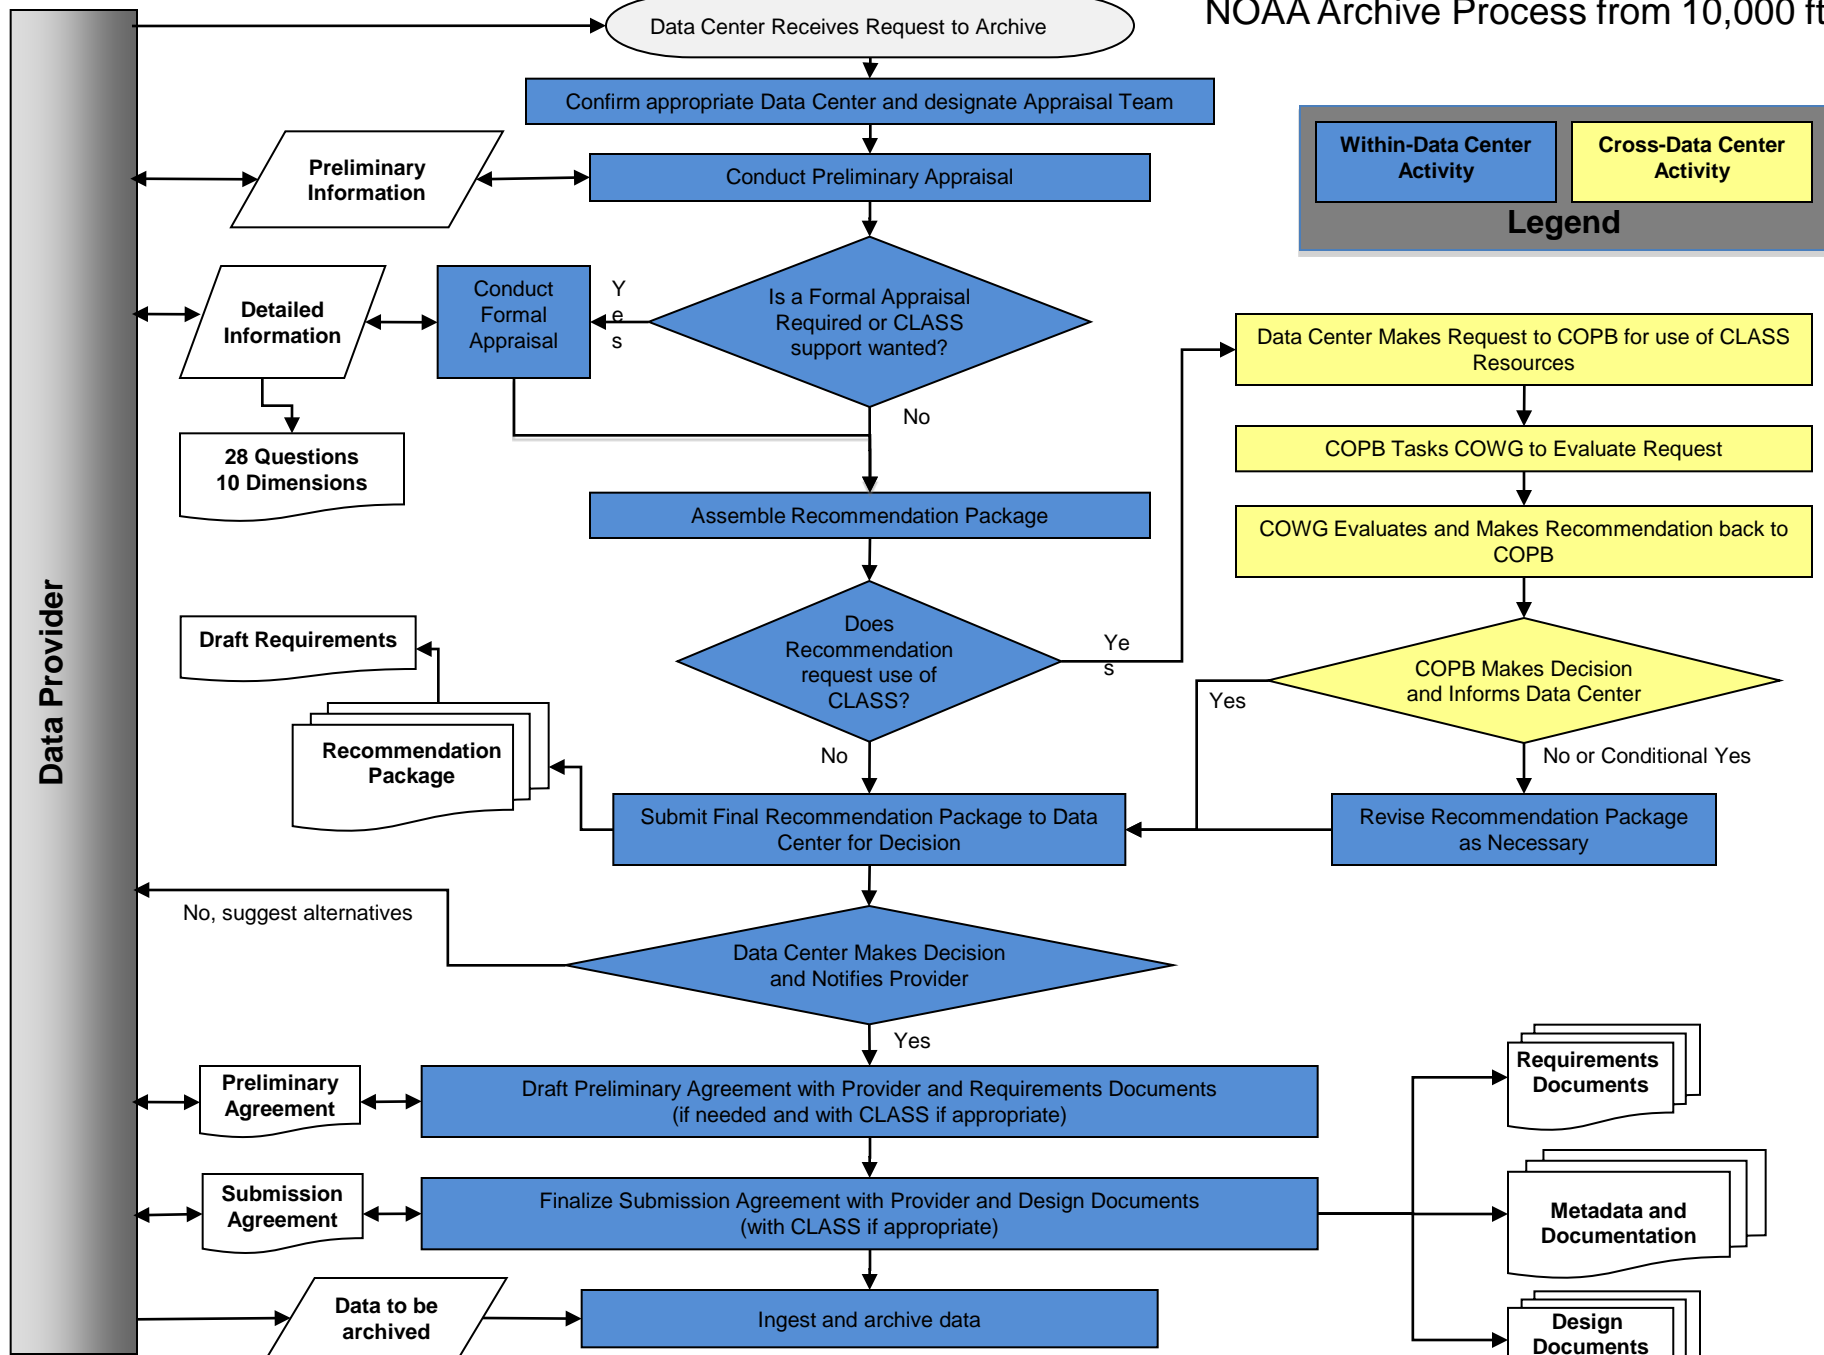 NOAA Archive Process from 10,000 ft
Data Center Receives Request to Archive
Confirm appropriate Data Center and designate Appraisal Team
Within-Data Center
Activity
Cross-Data Center
Activity
Legend
Preliminary
Information
Conduct Preliminary Appraisal
Detailed
Information
Conduct
Formal
Appraisal
Y
e
s
Is a Formal Appraisal
Required or CLASS
support wanted?
No
28 Questions
10 Dimensions
Data Center Makes Request to COPB for use of CLASS
Resources
COPB Tasks COWG to Evaluate Request
COWG Evaluates and Makes Recommendation back to
COPB
Assemble Recommendation Package
Data Provider
Draft Requirements
Does
Recommendation
request use of
CLASS?
Ye
s
No
COPB Makes Decision
and Informs Data Center
Yes
No or Conditional Yes
Recommendation
Package
Submit Final Recommendation Package to Data
Center for Decision
Revise Recommendation Package
as Necessary
No, suggest alternatives
Data Center Makes Decision
and Notifies Provider
Yes
Preliminary
Agreement
Draft Preliminary Agreement with Provider and Requirements Documents
(if needed and with CLASS if appropriate)
Requirements
Documents
Submission
Agreement
Finalize Submission Agreement with Provider and Design Documents
(with CLASS if appropriate)
Metadata and
Documentation
Data to be
archived
Ingest and archive data
Design
Documents